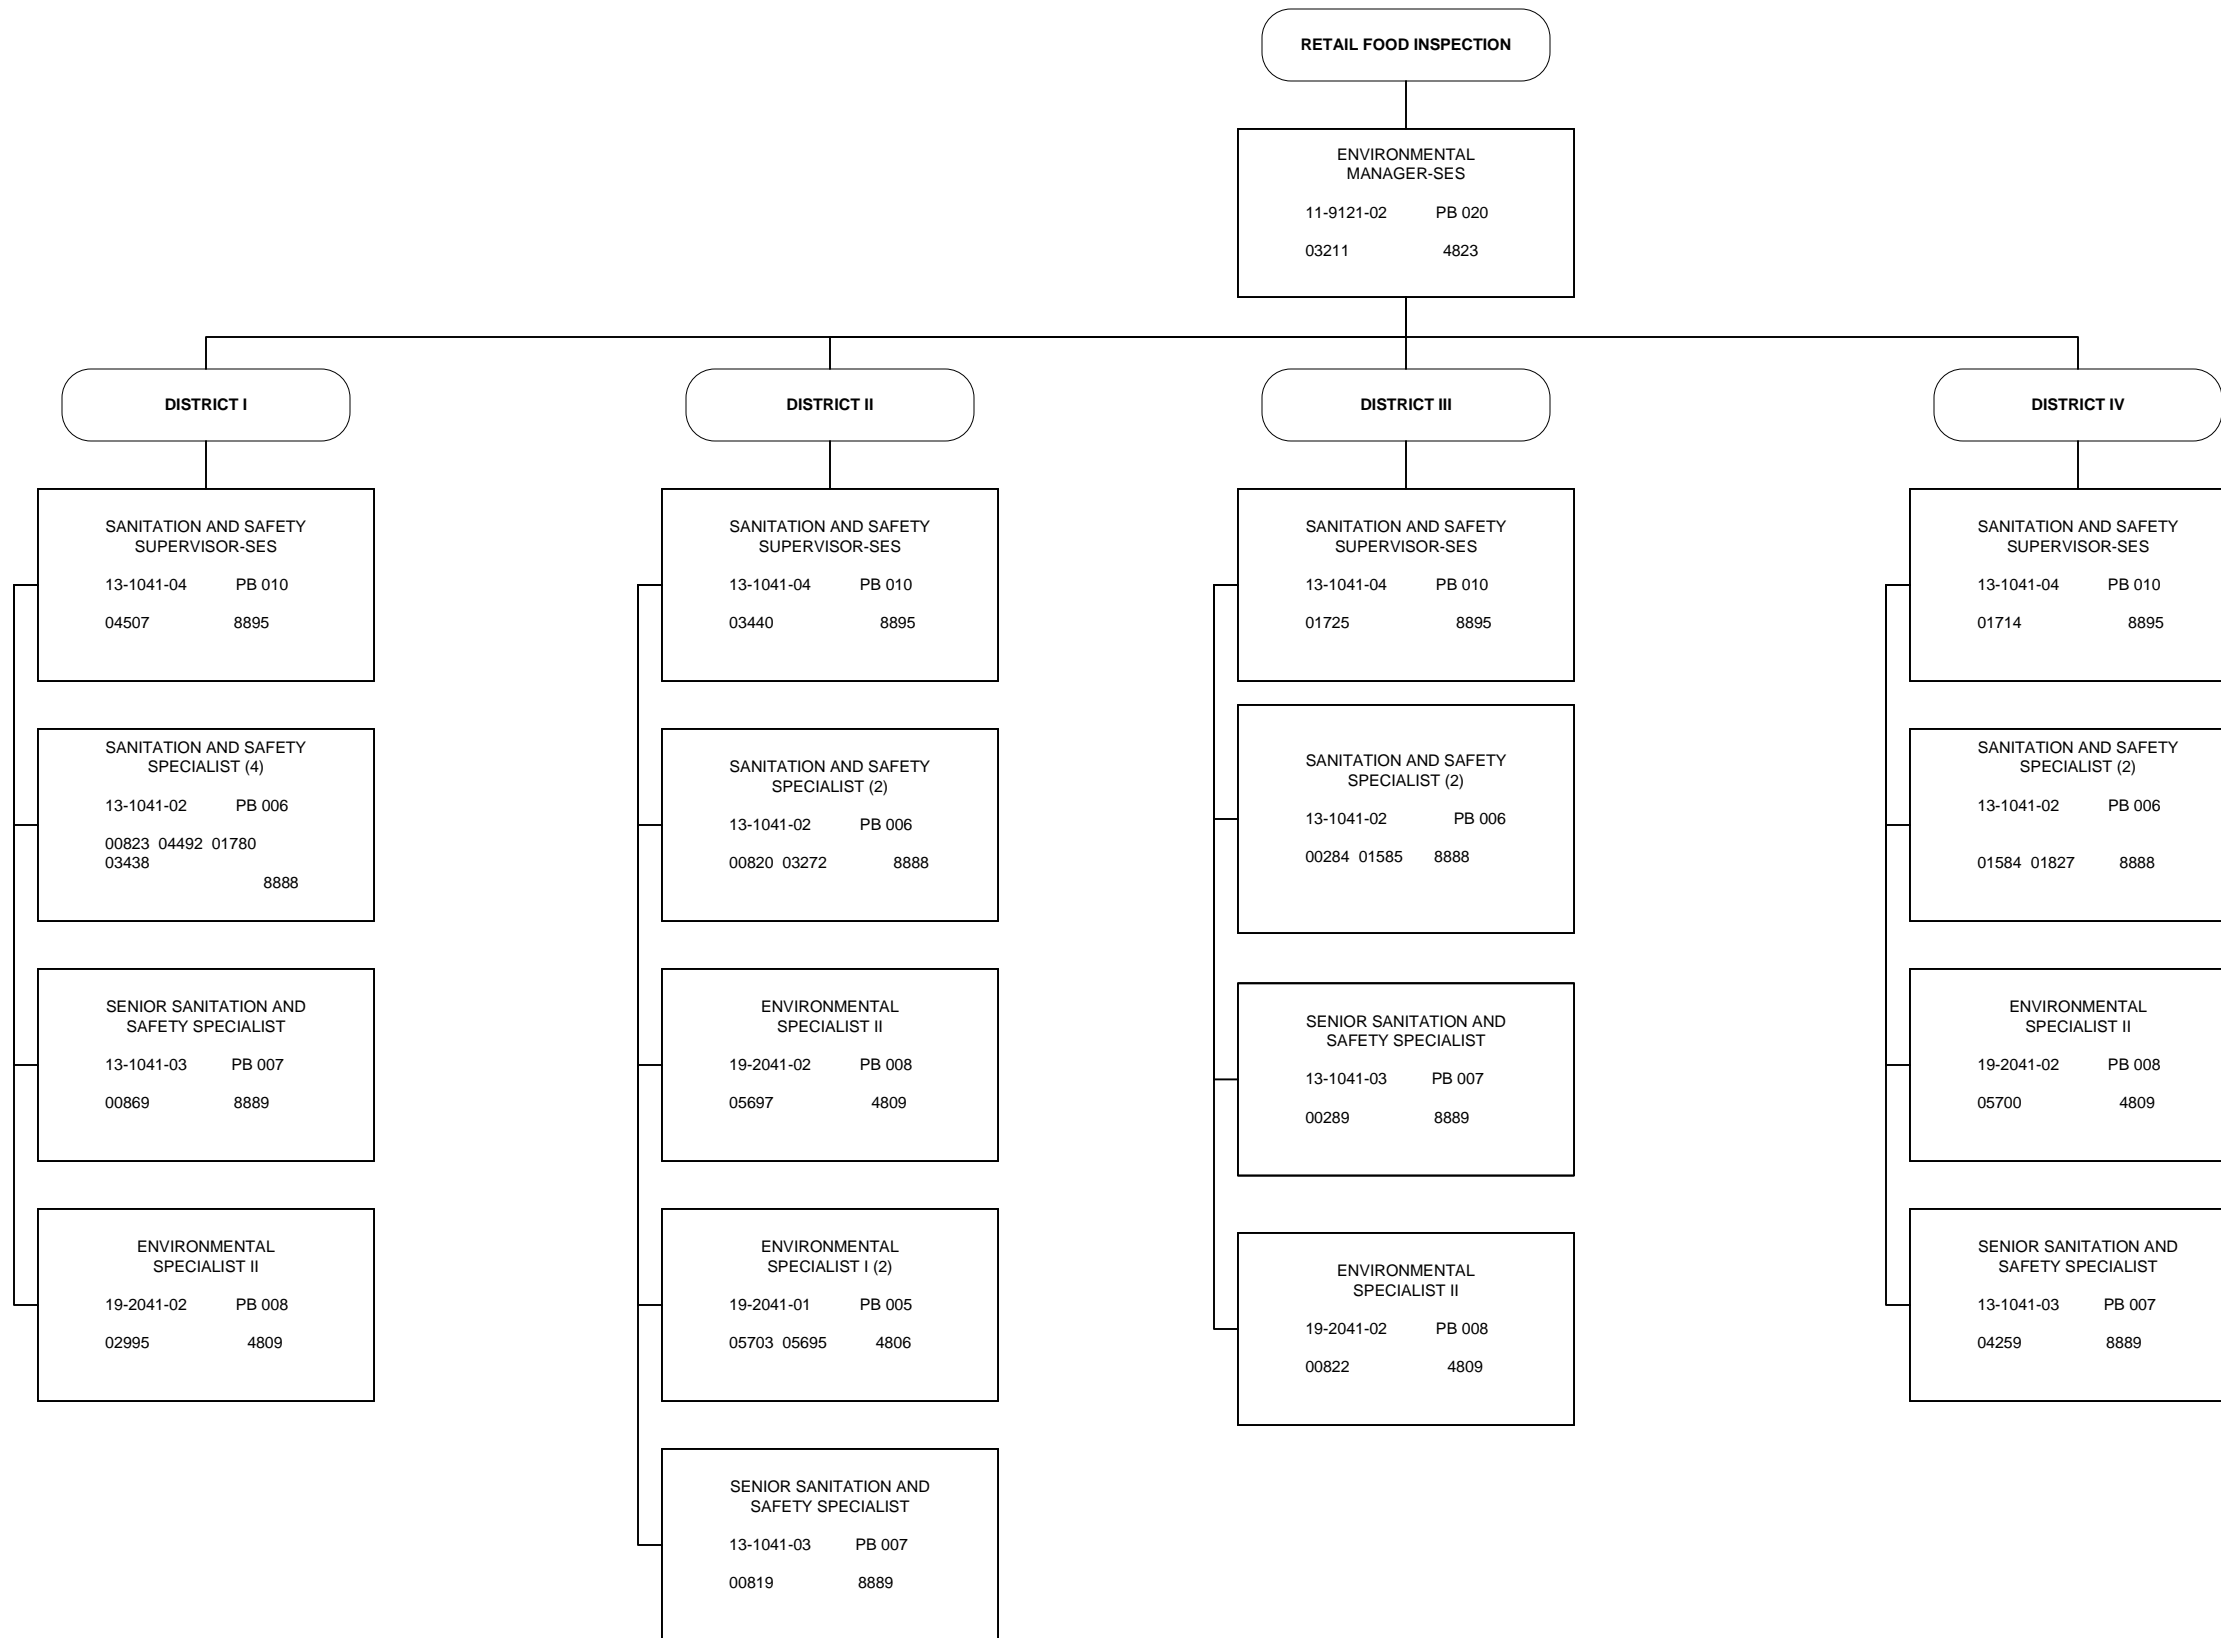 RETAIL FOOD INSPECTION
ENVIRONMENTAL
MANAGER-SES
11-9121-02 PB 020
03211 4823
DISTRICT I
SANITATION AND SAFETY
SUPERVISOR-SES
13-1041-04 PB 010
04507 8895
SANITATION AND SAFETY
SPECIALIST (4)
13-1041-02 PB 006
00823 04492 01780
03438
8888
SENIOR SANITATION AND
SAFETY SPECIALIST
13-1041-03 PB 007
00869 8889
ENVIRONMENTAL
SPECIALIST II
19-2041-02 PB 008
02995 4809
DISTRICT II
SANITATION AND SAFETY
SUPERVISOR-SES
13-1041-04 PB 010
03440 8895
SANITATION AND SAFETY
SPECIALIST (2)
13-1041-02 PB 006
00820 03272 8888
ENVIRONMENTAL
SPECIALIST II
19-2041-02 PB 008
05697 4809
ENVIRONMENTAL
SPECIALIST I (2)
19-2041-01 PB 005
05703 05695 4806
SENIOR SANITATION AND
SAFETY SPECIALIST
13-1041-03 PB 007
00819 8889
DISTRICT III
SANITATION AND SAFETY
SUPERVISOR-SES
13-1041-04 PB 010
01725 8895
SANITATION AND SAFETY
SPECIALIST (2)
13-1041-02 PB 006
00284 01585 8888
SENIOR SANITATION AND
SAFETY SPECIALIST
13-1041-03 PB 007
00289 8889
ENVIRONMENTAL
SPECIALIST II
19-2041-02 PB 008
00822 4809
DISTRICT IV
SANITATION AND SAFETY
SUPERVISOR-SES
13-1041-04 PB 010
01714 8895
SANITATION AND SAFETY
SPECIALIST (2)
13-1041-02 PB 006
01584 01827 8888
ENVIRONMENTAL
SPECIALIST II
19-2041-02 PB 008
05700 4809
SENIOR SANITATION AND
SAFETY SPECIALIST
13-1041-03 PB 007
04259 8889